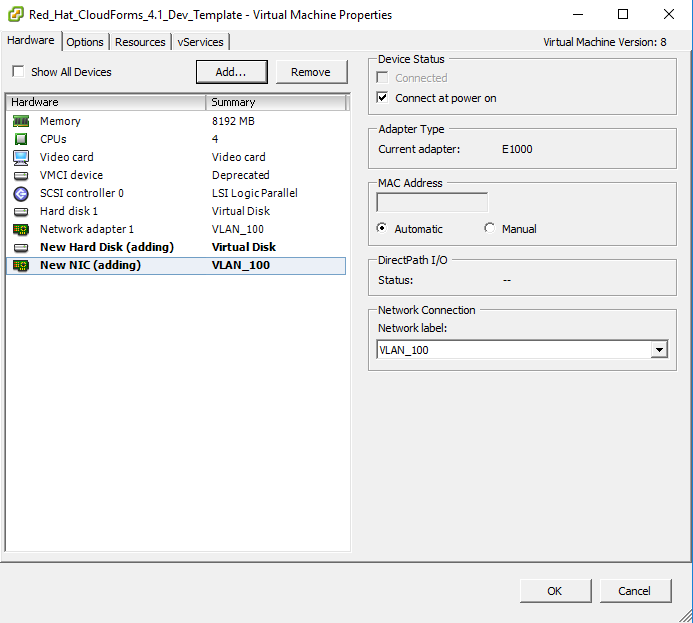 Red_Hat_CloudForms_4.1_Dev_Template - Virtual Machine Properties
Hardware Options Resources vServices Virtual Machine Version: 8
Show All Devices Add... Remove
Hardware Summary
Memory 8192 MB
CPUs 4
Video card Video card
VMCI device Deprecated
SCSI controller 0 LSI Logic Parallel
Hard disk 1 Virtual Disk
Network adapter 1 VLAN_100
New Hard Disk (adding) Virtual Disk
New NIC (adding) VLAN_100
Device Status
Connected
Connect at power on
Adapter Type
Current adapter: E1000
MAC Address
Automatic Manual
DirectPath I/O
Status: --
Network Connection
Network label:
VLAN_100
OK Cancel